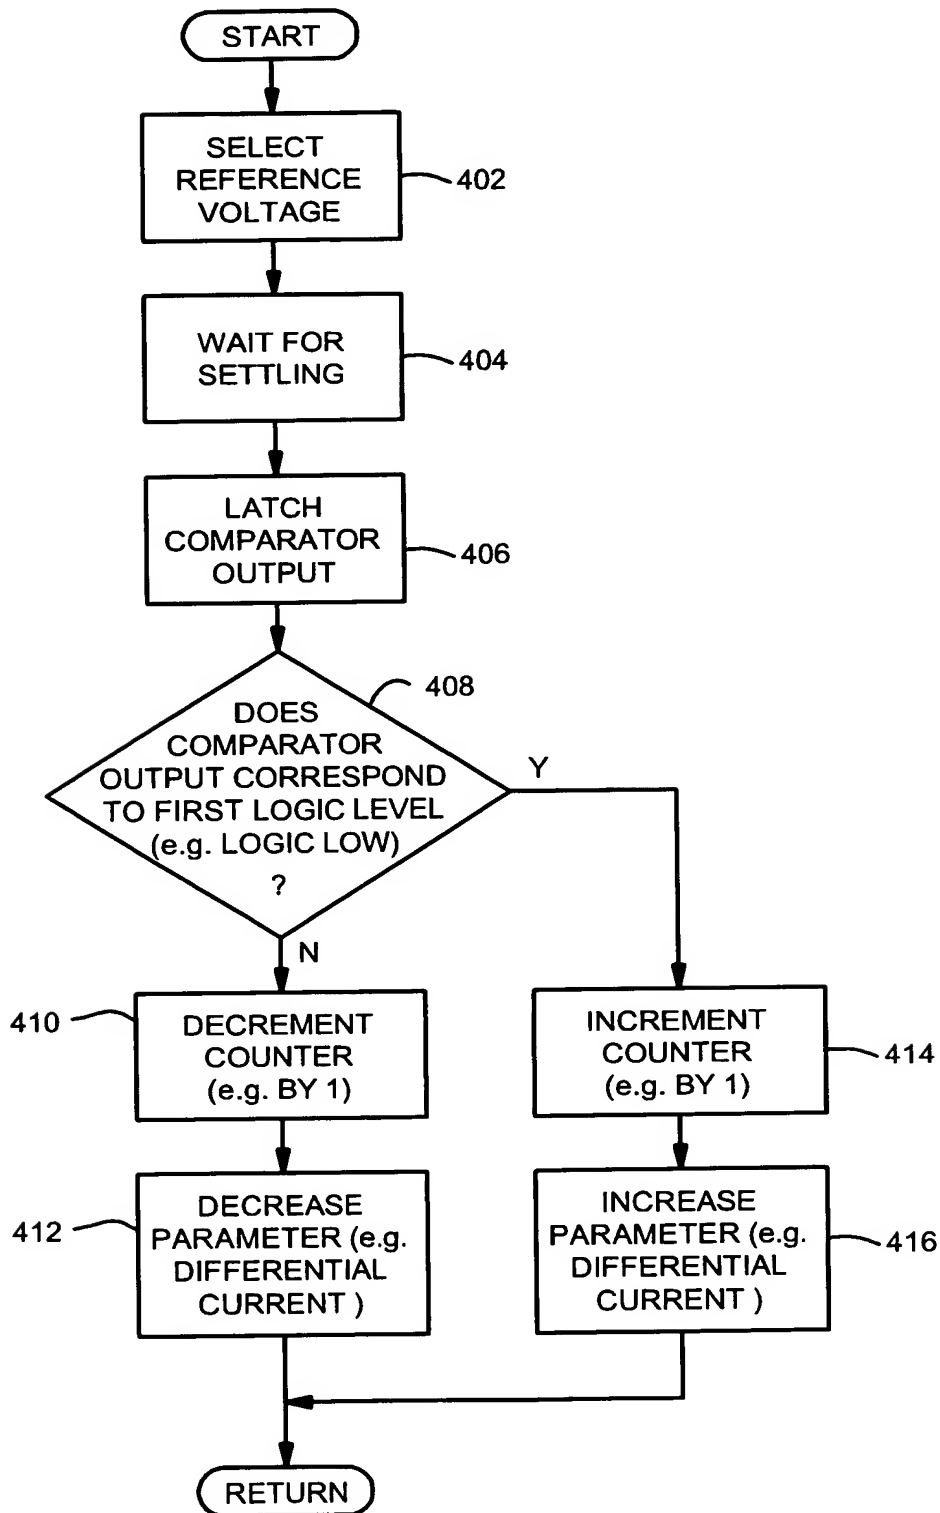 START
SELECT
REFERENCE
VOLTAGE
402
WAIT FOR
SETTLING
404
LATCH
COMPARATOR
OUTPUT
406
408
DOES
COMPARATOR
OUTPUT CORRESPOND
TO FIRST LOGIC LEVEL
(e.g. LOGIC LOW)
?
Y
N
410
DECREMENT
COUNTER
(e.g. BY 1)
INCREMENT
COUNTER
(e.g. BY 1)
414
412
DECREASE
PARAMETER (e.g.
DIFFERENTIAL
CURRENT )
INCREASE
PARAMETER (e.g.
DIFFERENTIAL
CURRENT )
416
RETURN